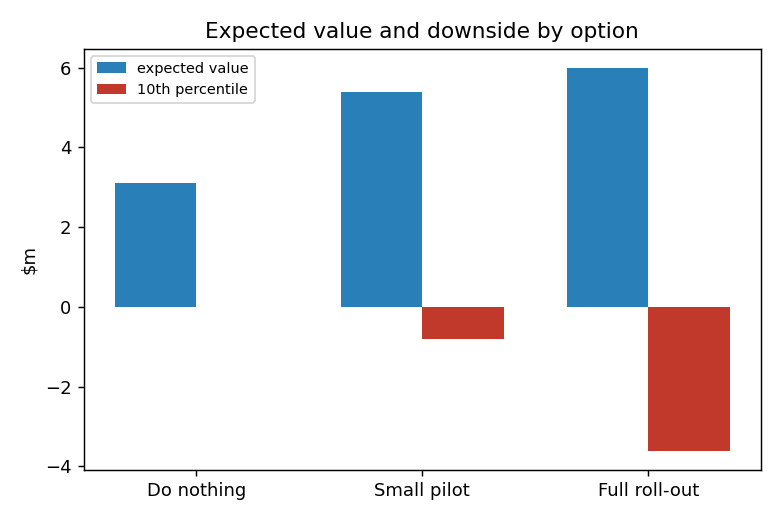 Expected value and downside by option
expected value
10th percentile
6
4
2
0
−2
−4
$m
Do nothing
Small pilot
Full roll-out